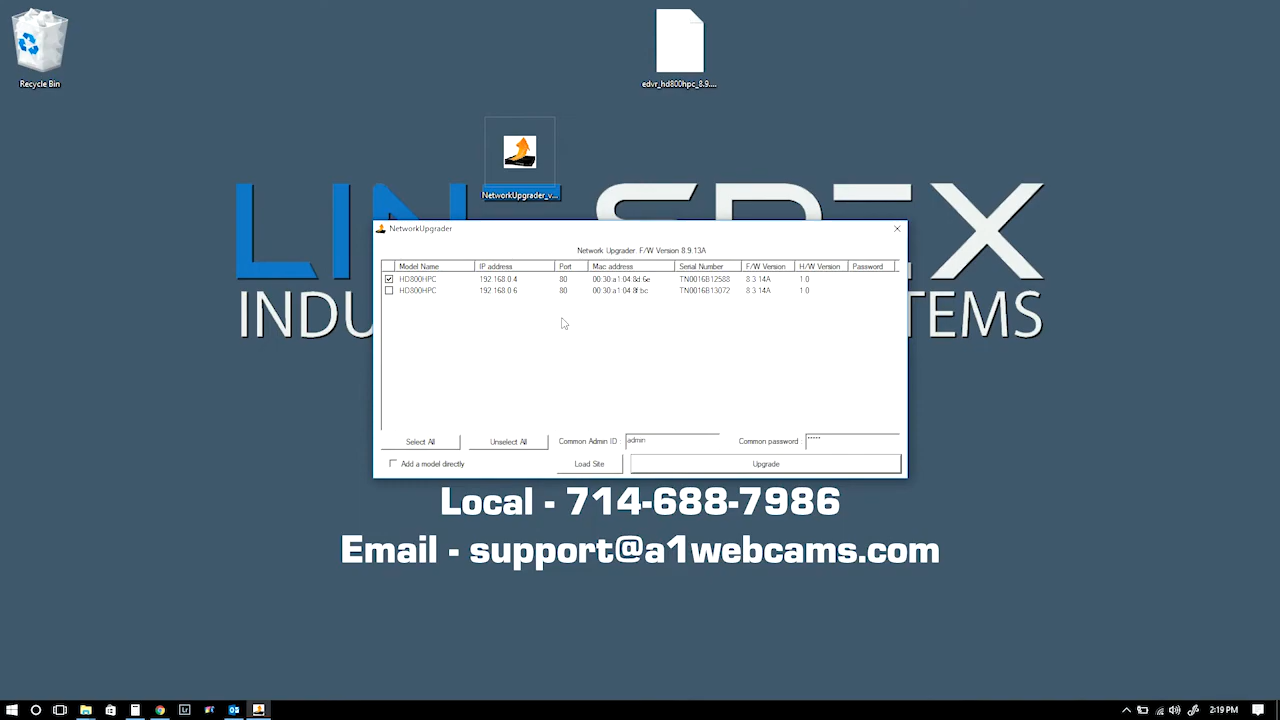 Recycle Bin
edvr_hd800hpc_8.9....
NetworkUpgrader_v...
NetworkUpgrader
Network Upgrader F/W Version 8.9.13A
Model Name IP address Port Mac address Serial Number F/W Version H/W Version Password
HD800HPC 192.168.0.4 80 00:30:a1:04:8d:6e TN0016B12588 8.3.14A 1.0
HD800HPC 192.168.0.6 80 00:30:a1:04:8f:bc TN0016B13072 8.3.14A 1.0
Select All Unselect All Common Admin ID : admin Common password : •••••
Add a model directly Load Site Upgrade
Local - 714-688-7986
Email - support@a1webcams.com
2:19 PM